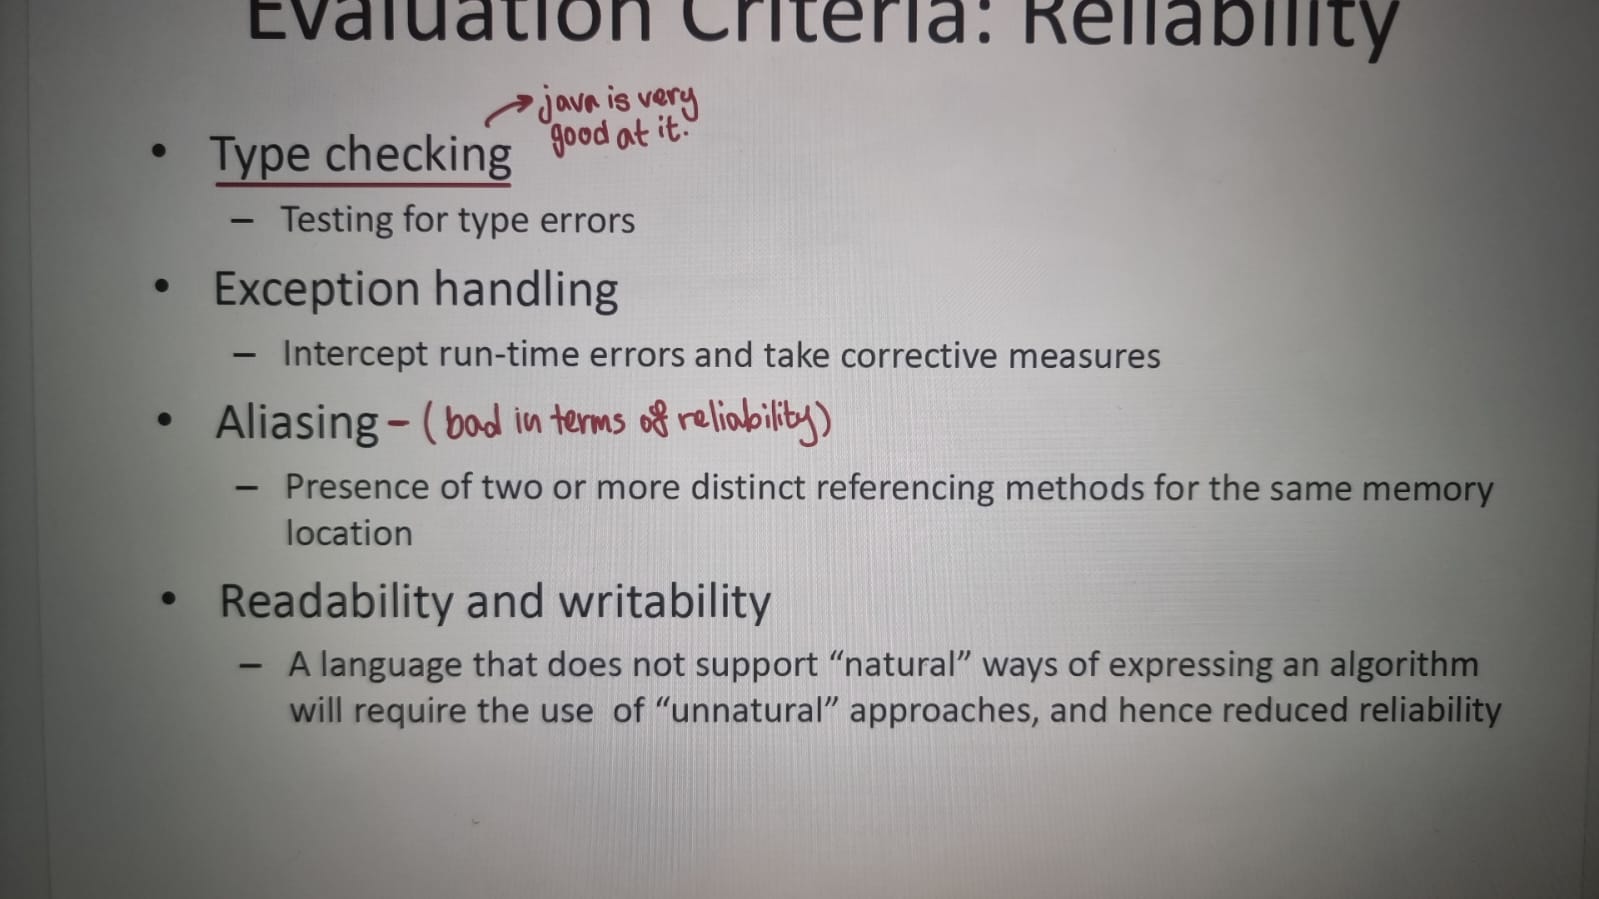 Evaluation Criteria: Reliability
java is very
good at it.
• Type checking
– Testing for type errors
• Exception handling
– Intercept run-time errors and take corrective measures
• Aliasing – (bad in terms of reliability)
– Presence of two or more distinct referencing methods for the same memory
location
• Readability and writability
– A language that does not support “natural” ways of expressing an algorithm
will require the use of “unnatural” approaches, and hence reduced reliability